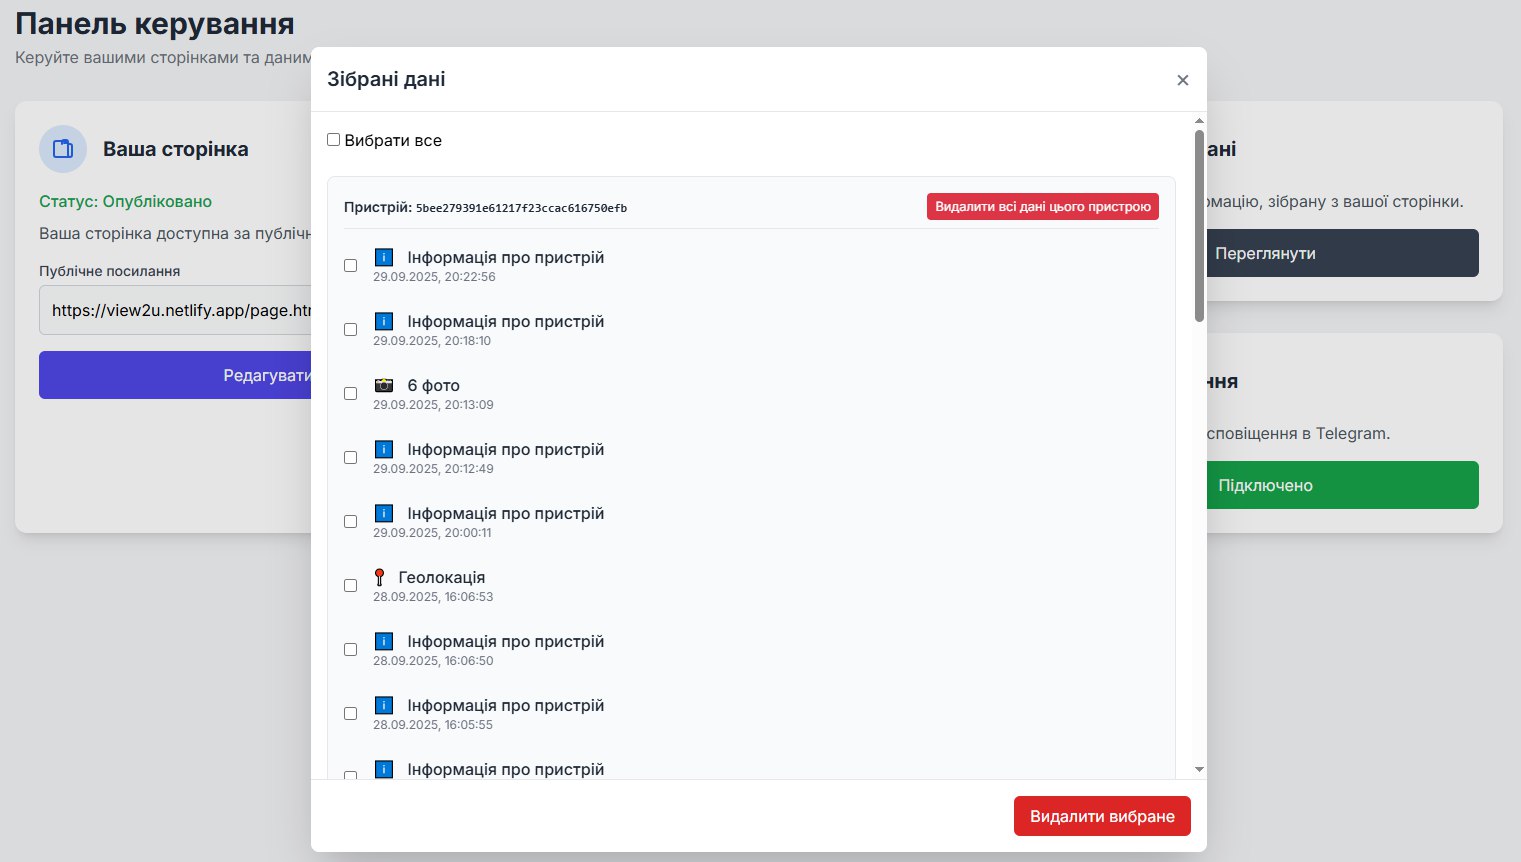 Панель керування
Керуйте вашими сторінками та даним
Ваша сторінка
Статус: Опубліковано
Ваша сторінка доступна за публічн
Публічне посилання
https://view2u.netlify.app/page.htm
Редагувати
Зібрані дані
×
Вибрати все
Пристрій: 5bee279391e61217f23ccac616750efb
Видалити всі дані цього пристрою
Інформація про пристрій
29.09.2025, 20:22:56
Інформація про пристрій
29.09.2025, 20:18:10
6 фото
29.09.2025, 20:13:09
Інформація про пристрій
29.09.2025, 20:12:49
Інформація про пристрій
29.09.2025, 20:00:11
Геолокація
28.09.2025, 16:06:53
Інформація про пристрій
28.09.2025, 16:06:50
Інформація про пристрій
28.09.2025, 16:05:55
Інформація про пристрій
Видалити вибране
ані
рмацію, зібрану з вашої сторінки.
Переглянути
ння
сповіщення в Telegram.
Підключено